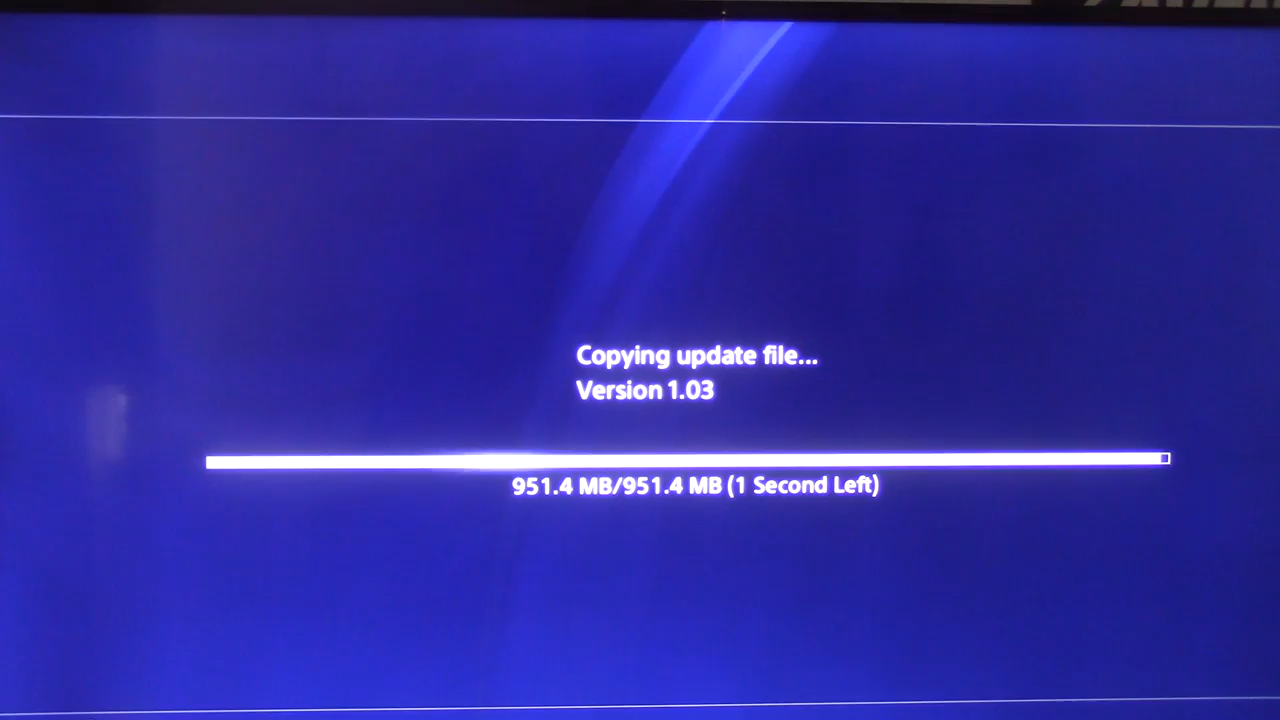 Copying update file...
Version 1.03
951.4 MB/951.4 MB (1 Second Left)